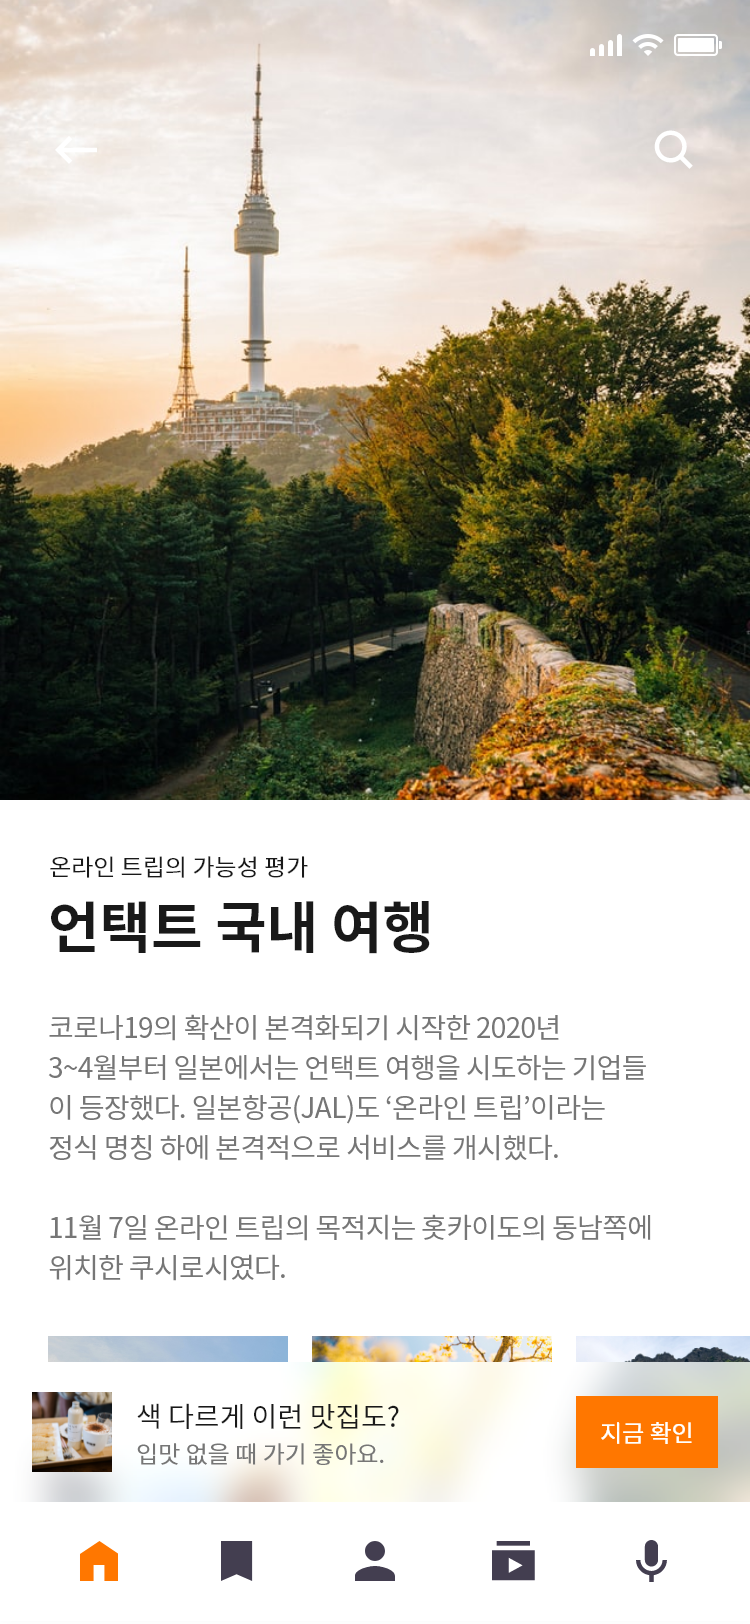 온라인 트립의 가능성 평가
언택트 국내 여행
코로나19의 확산이 본격화되기 시작한 2020년
3~4월부터 일본에서는 언택트 여행을 시도하는 기업들
이 등장했다. 일본항공(JAL)도 ‘온라인 트립’이라는
정식 명칭 하에 본격적으로 서비스를 개시했다.
11월 7일 온라인 트립의 목적지는 홋카이도의 동남쪽에
위치한 쿠시로시였다.
색 다르게 이런 맛집도?
입맛 없을 때 가기 좋아요.
지금 확인